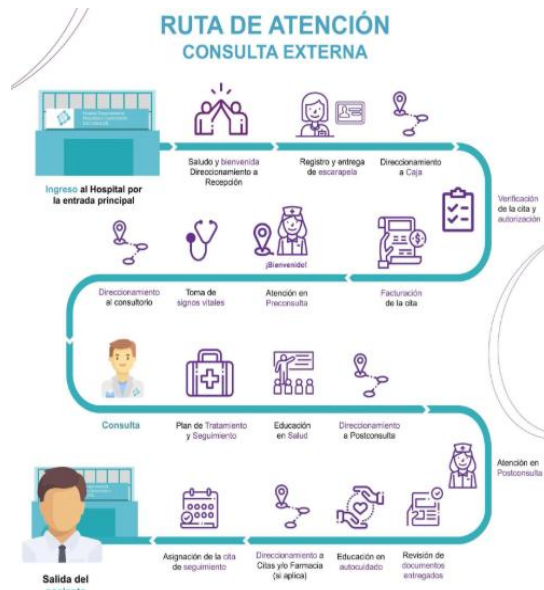 RUTA DE ATENCIÓN
CONSULTA EXTERNA
Ingreso al Hospital por
la entrada principal
Saludo y bienvenida
Direccionamiento a
Recepción
Registro y entrega
de escarapela
Direccionamiento
a Caja
Verificación
de la cita y
autorización
Facturación
de la cita
¡Bienvenido!
Atención en
Preconsulta
Toma de
signos vitales
Direccionamiento
al consultorio
Consulta
Plan de Tratamiento
y Seguimiento
Educación
en Salud
Direccionamiento
a Postconsulta
Atención en
Postconsulta
Revisión de
documentos
entregados
Educación en
autocuidado
Direccionamiento a
Citas y/o Farmacia
(si aplica)
Asignación de la cita
de seguimiento
Salida del